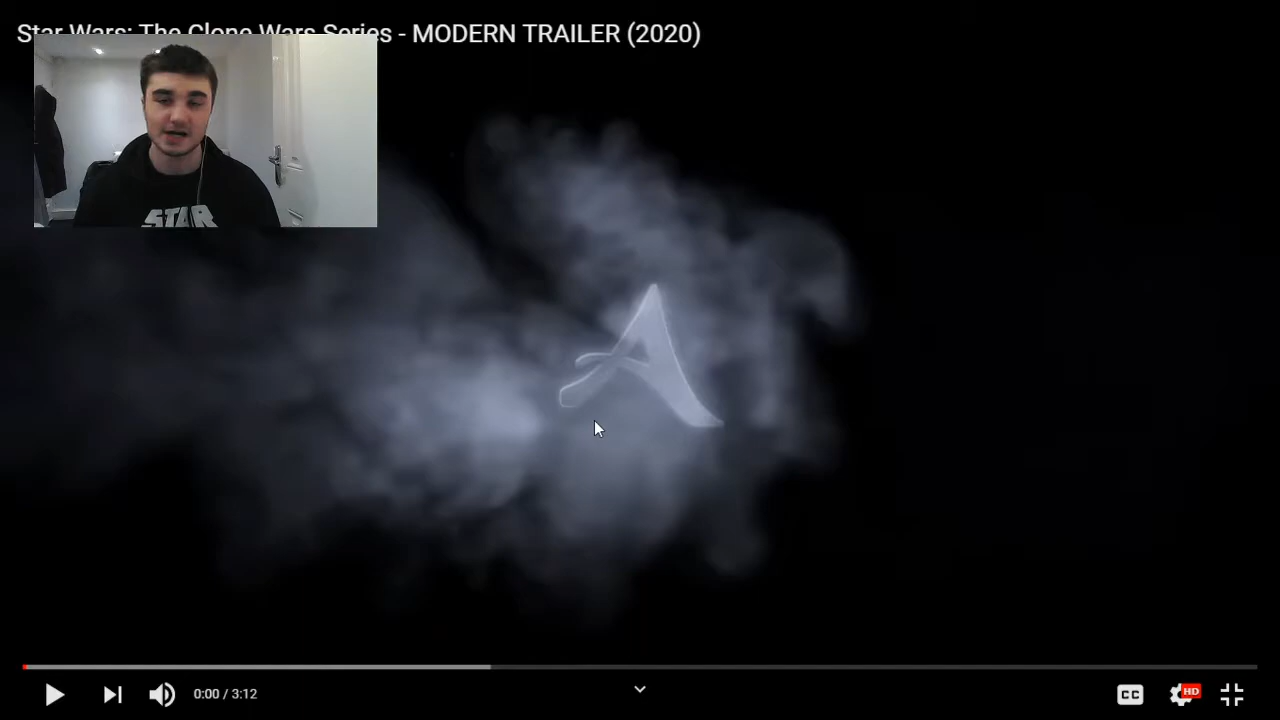 Star Wars: The Clone Wars Series - MODERN TRAILER (2020)
STAR
A
0:00 / 3:12
CC
HD